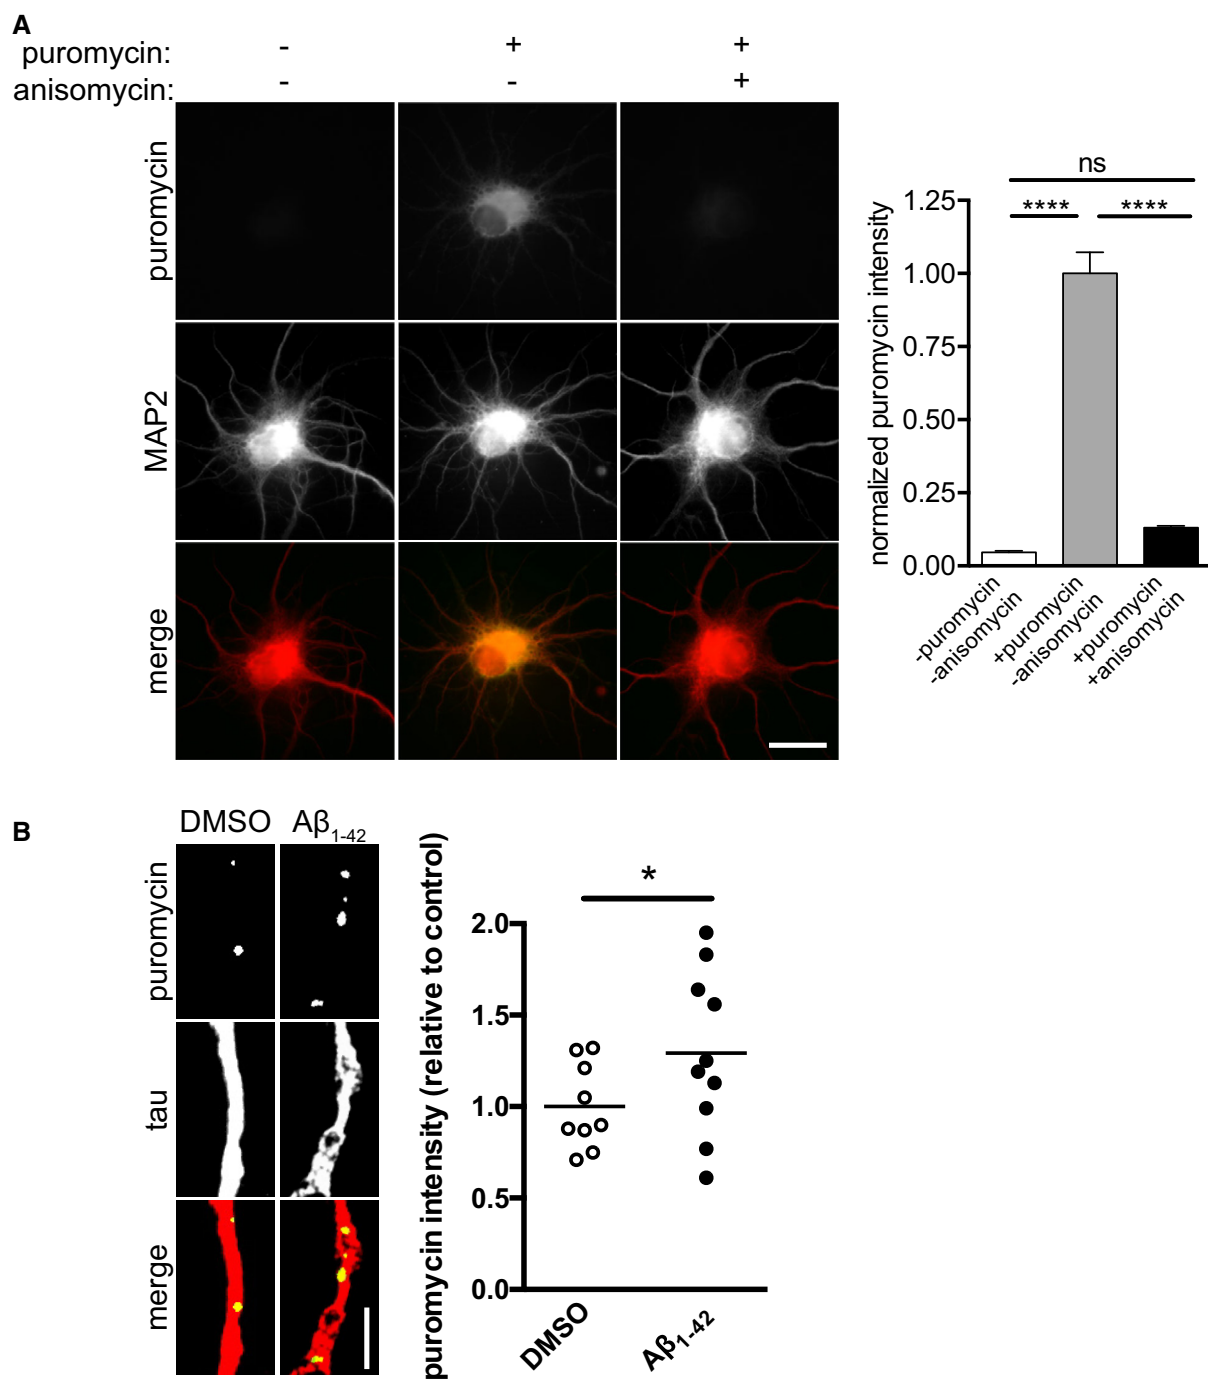 A
puromycin: - + +
anisomycin: - - +
puromycin
MAP2
merge
normalized puromycin intensity
ns
**** ****
1.25
1.00
0.75
0.50
0.25
0.00
-puromycin
-anisomycin
+puromycin
-anisomycin
+puromycin
+anisomycin
B
DMSO Aβ1-42
puromycin
tau
merge
puromycin intensity (relative to control)
*
2.0
1.5
1.0
0.5
0.0
DMSO
Aβ1-42